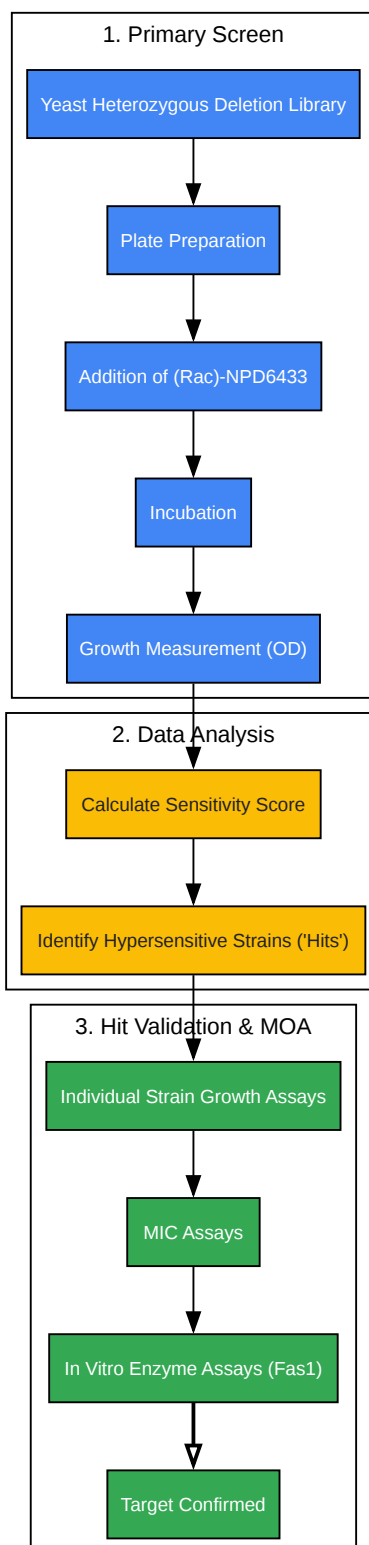 1. Primary Screen
Yeast Heterozygous Deletion Library
Plate Preparation
Addition of (Rac)-NPD6433
Incubation
Growth Measurement (OD)
2. Data Analysis
Calculate Sensitivity Score
Identify Hypersensitive Strains ('Hits')
3. Hit Validation & MOA
Individual Strain Growth Assays
MIC Assays
In Vitro Enzyme Assays (Fas1)
Target Confirmed